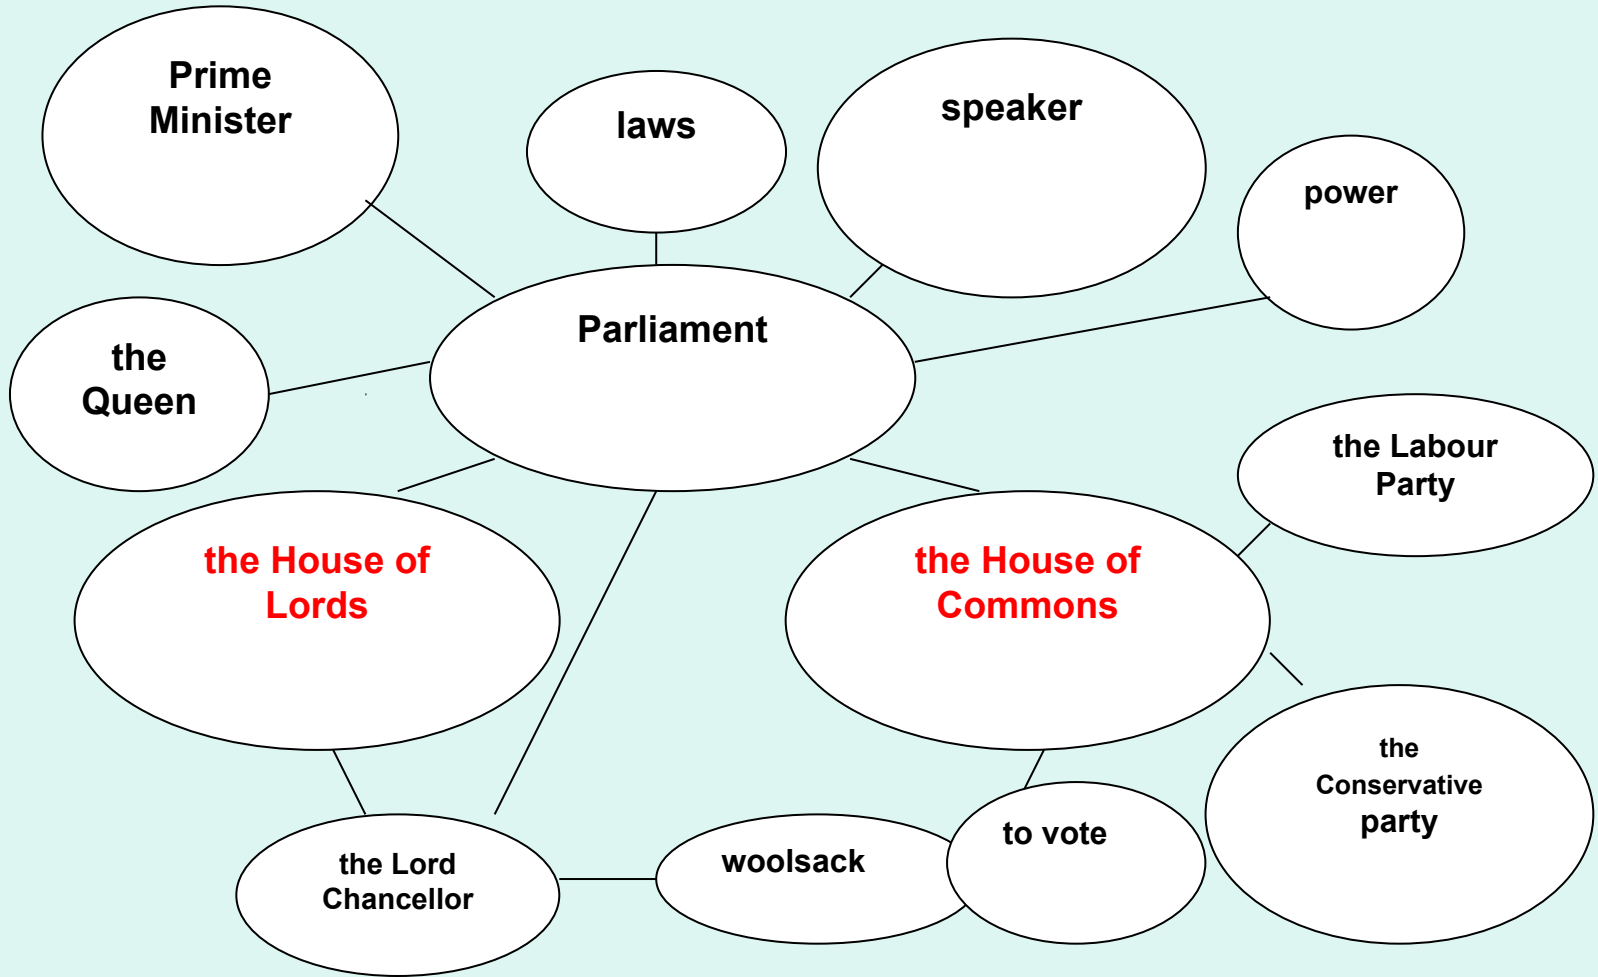 Prime
Minister
laws
speaker
power
Parliament
the
Queen
the Labour
Party
the House of
Lords
the House of
Commons
the
Conservative
party
the Lord
Chancellor
woolsack
to vote